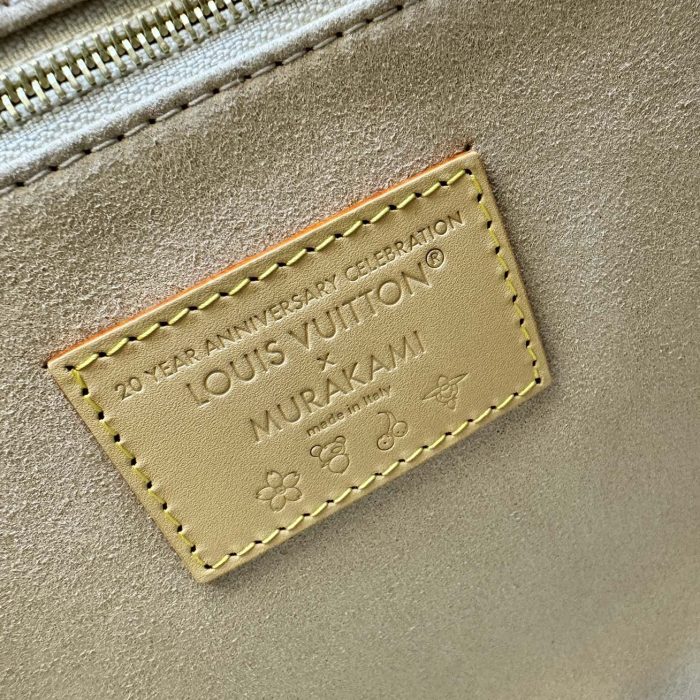 20 YEAR ANNIVERSARY CELEBRATION
LOUIS VUITTON®
×
MURAKAMI
made in Italy